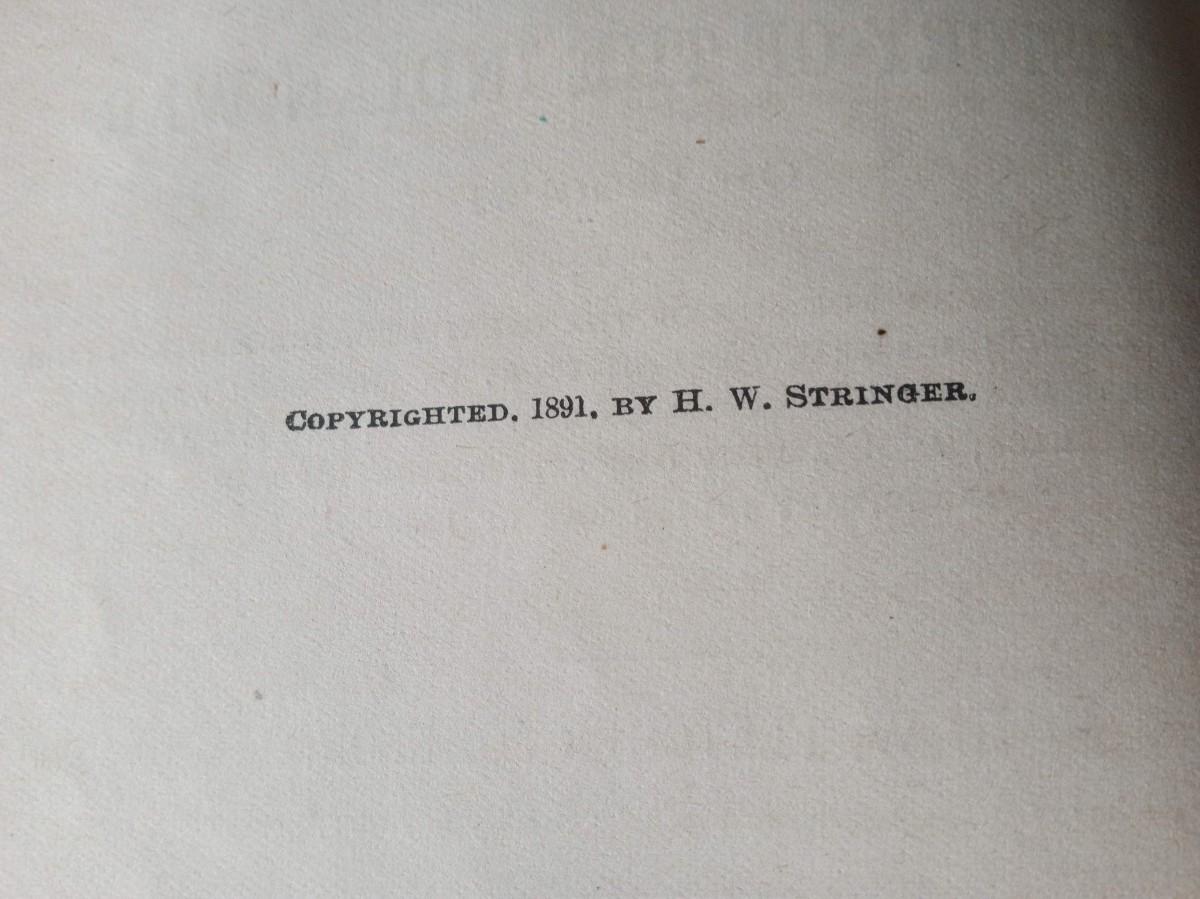 COPYRIGHTED. 1891, BY H. W. STRINGER.